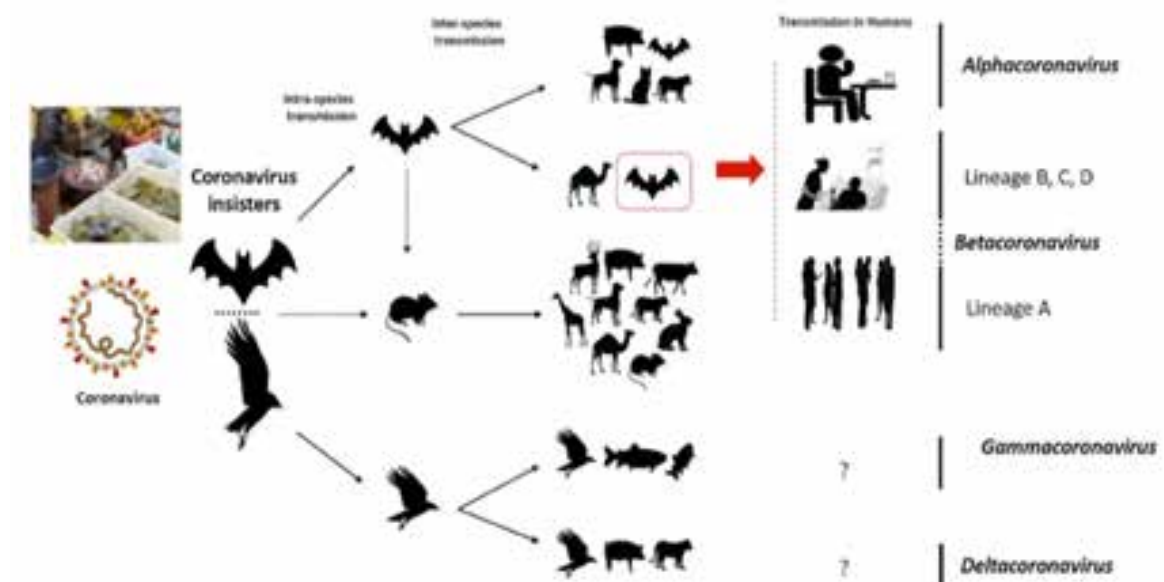 Inter-species
transmission
Transmission in Humans
Alphacoronavirus
Intra-species
transmission
Coronavirus
insisters
Lineage B, C, D
Betacoronavirus
Lineage A
Coronavirus
Gammacoronavirus
?
Deltacoronavirus
?